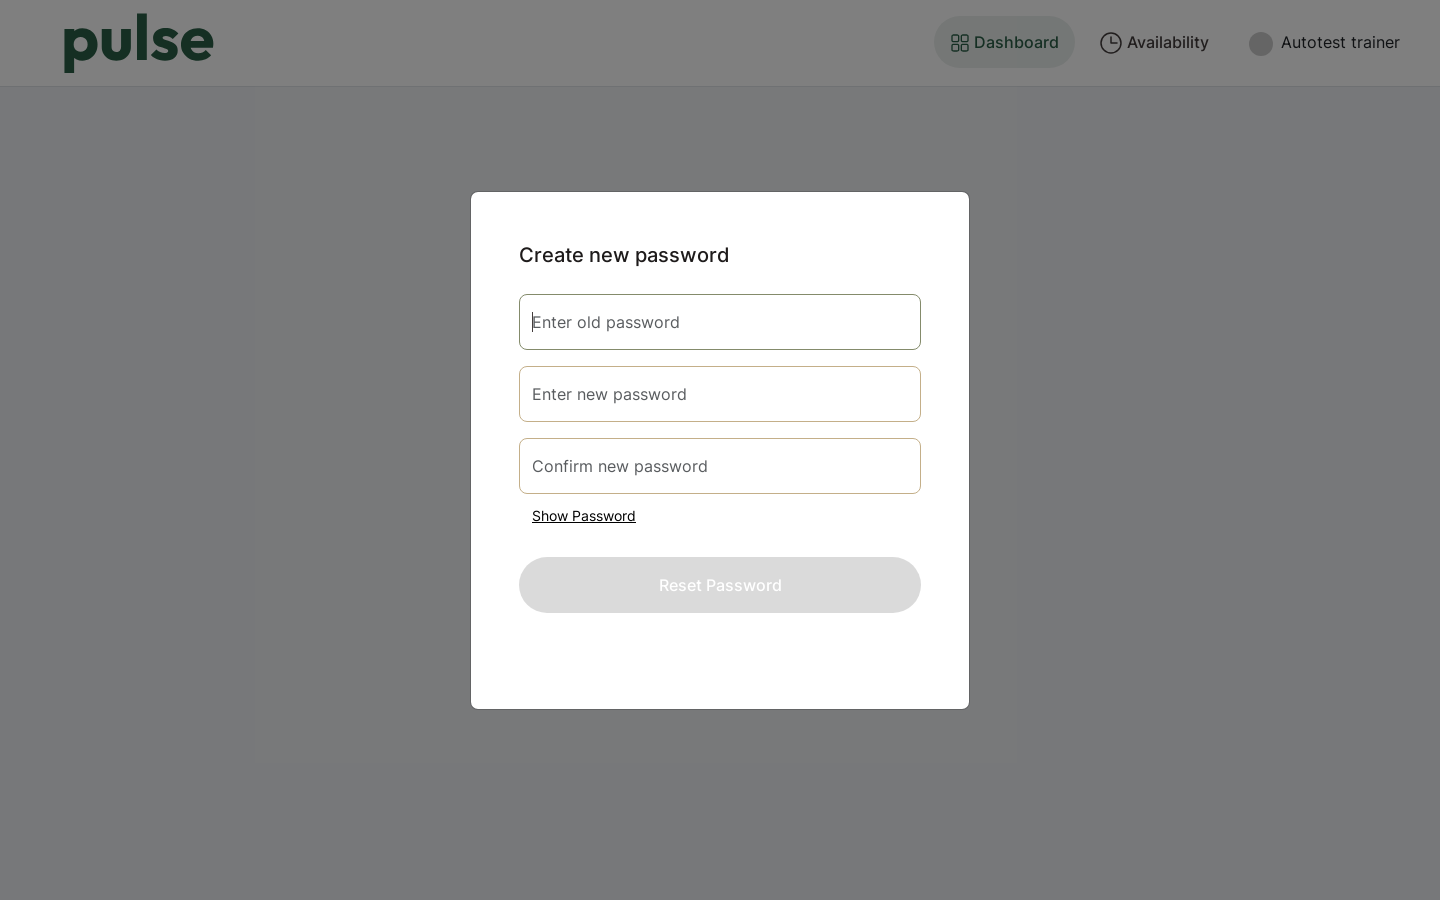 pulse
Dashboard
Availability
Autotest trainer
Create new password
Enter old password
Enter new password
Confirm new password
Show Password
Reset Password